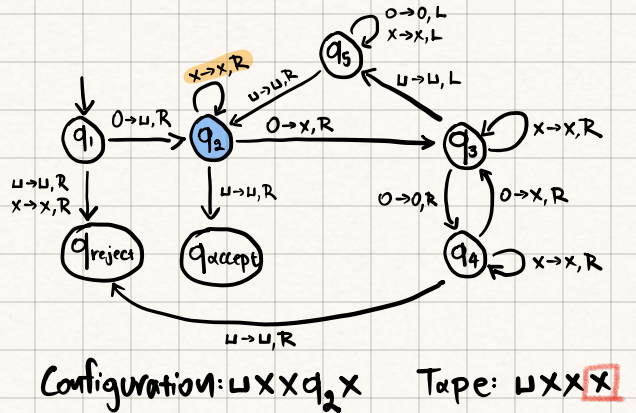 0→0, L
x→x, L
q5
x→x, R
⊔→⊔, R
⊔→⊔, L
0→⊔, R
0→x, R
q1
q2
q3
x→x, R
⊔→⊔, R
x→x, R
⊔→⊔, R
0→0, R
0→x, R
qreject
qaccept
q4
x→x, R
⊔→⊔, R
Configuration: ⊔xxq2x
Tape: ⊔xxx